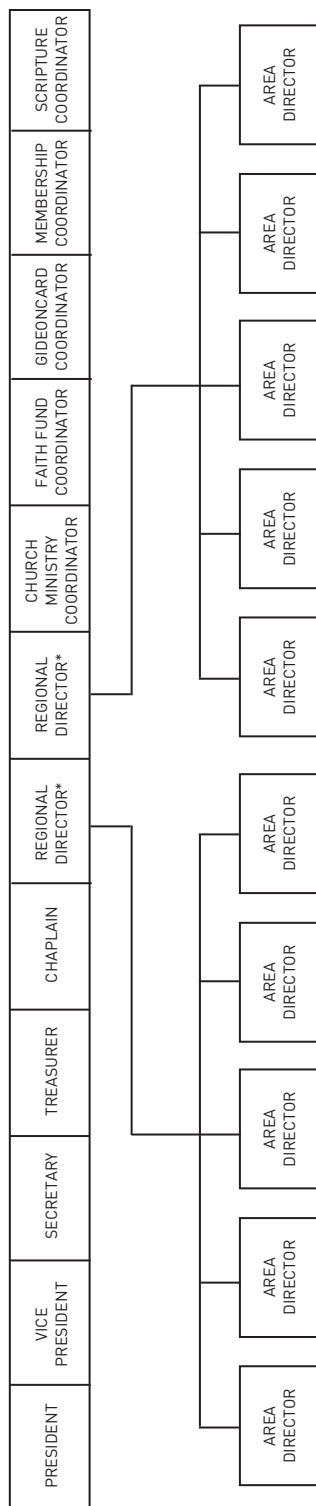 PRESIDENT
VICE
PRESIDENT
SECRETARY
TREASURER
CHAPLAIN
REGIONAL
DIRECTOR*
REGIONAL
DIRECTOR*
CHURCH
MINISTRY
COORDINATOR
FAITH FUND
COORDINATOR
GIDEONCARD
COORDINATOR
MEMBERSHIP
COORDINATOR
SCRIPTURE
COORDINATOR
AREA
DIRECTOR
AREA
DIRECTOR
AREA
DIRECTOR
AREA
DIRECTOR
AREA
DIRECTOR
AREA
DIRECTOR
AREA
DIRECTOR
AREA
DIRECTOR
AREA
DIRECTOR
AREA
DIRECTOR